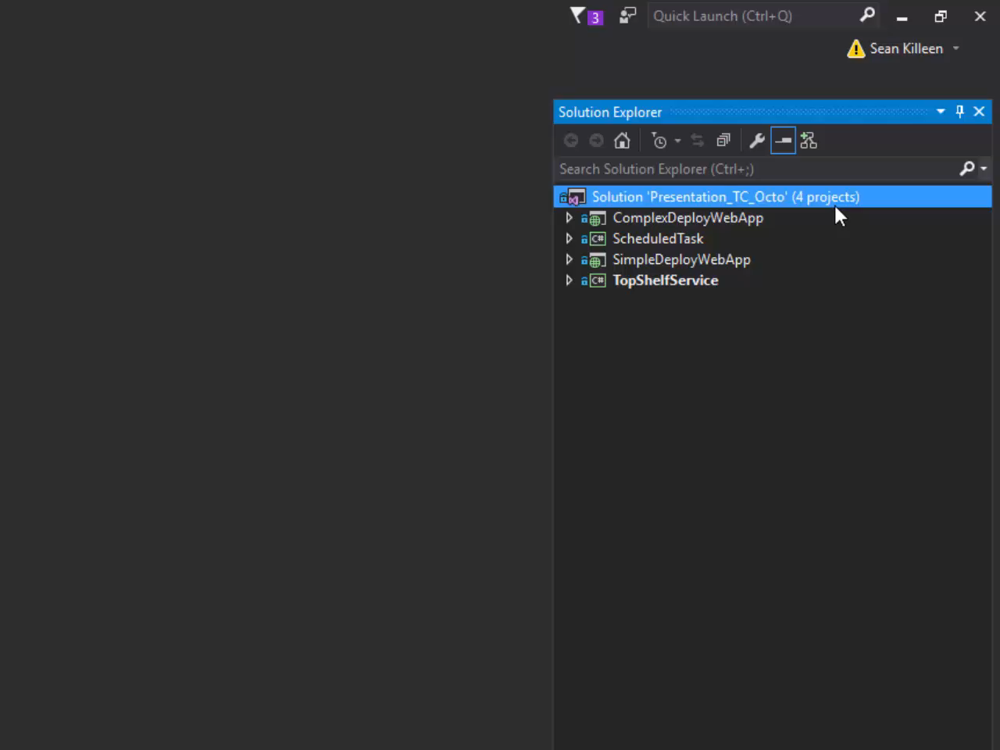 3
Quick Launch (Ctrl+Q)
Sean Killeen
Solution Explorer
Search Solution Explorer (Ctrl+;)
Solution 'Presentation_TC_Octo' (4 projects)
ComplexDeployWebApp
C# ScheduledTask
SimpleDeployWebApp
C# TopShelfService